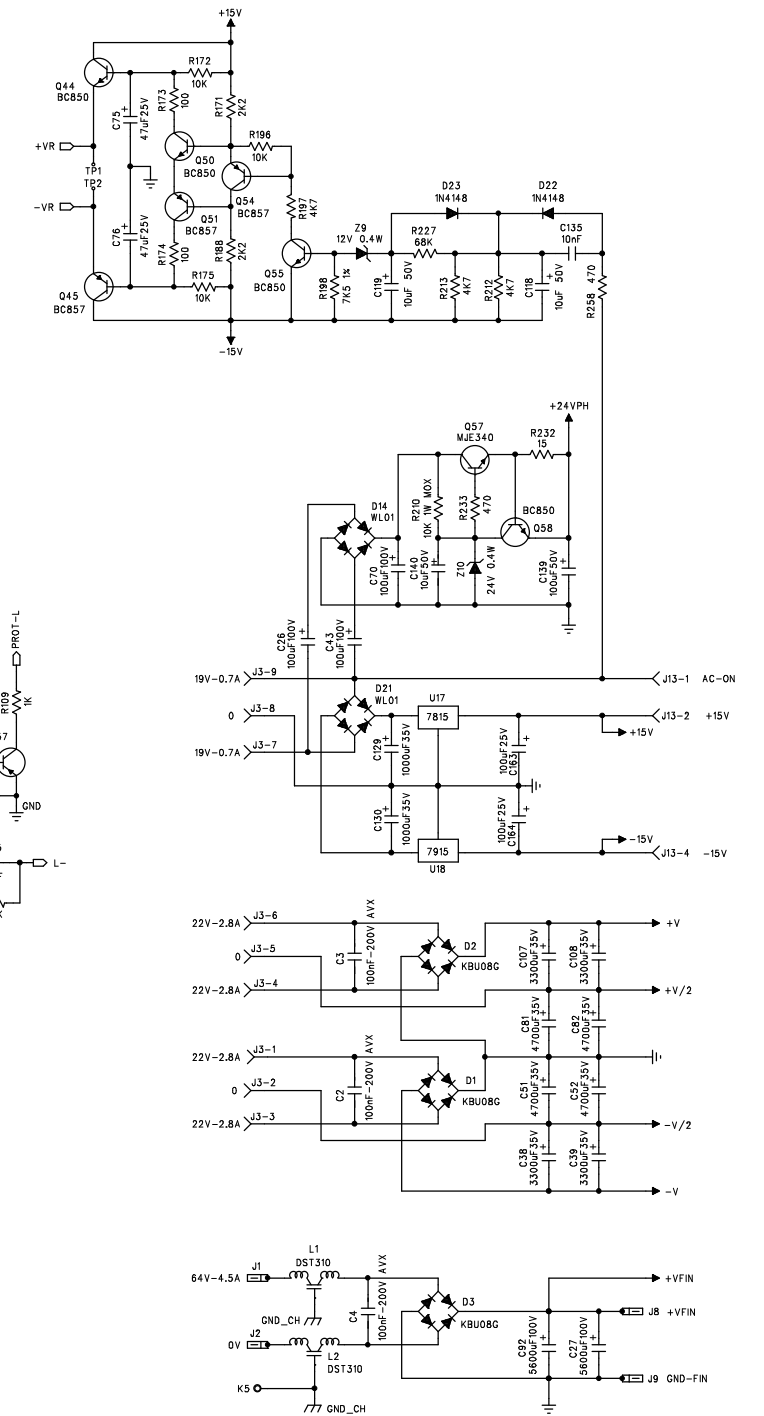 +15V
Q44
BC850
R172
10K
R173
100
R171
2K2
C75
47uF25V
+VR
TP1
TP2
-VR
Q50
BC850
R196
10K
Q54
BC857
Q51
BC857
R197
4K7
C76
47uF25V
R174
100
R188
2K2
R175
10K
Q45
BC857
-15V
Q55
BC850
Z9
12V 0.4W
R198
7K5 1%
C119
10uF 50V
R227
68K
D23
1N4148
D22
1N4148
C135
10nF
R213
4K7
R212
4K7
C118
10uF 50V
R258 470
+24VPH
Q57
MJE340
R232
15
R210
10K 1W MOX
R233
470
BC850
Q58
D14
WL01
C70
100uF100V
C140
10uF50V
Z10
24V 0.4W
C139
100uF50V
C26
100uF100V
C43
100uF100V
PROT-L
R109
1K
GND
L-
19V-0.7A J3-9
J13-1 AC-ON
D21
WL01
U17
7815
0 J3-8
J13-2 +15V
+15V
19V-0.7A J3-7
C129
1000uF35V
100uF25V
C163
C130
1000uF35V
100uF25V
C164
7915
U18
-15V
J13-4 -15V
22V-2.8A J3-6
0 J3-5
22V-2.8A J3-4
C3
100nF-200V AVX
D2
KBU08G
C107
3300uF35V
C108
3300uF35V
+V
+V/2
C81
4700uF35V
C82
4700uF35V
22V-2.8A J3-1
0 J3-2
22V-2.8A J3-3
C2
100nF-200V AVX
D1
KBU08G
C51
4700uF35V
C52
4700uF35V
-V/2
C38
3300uF35V
C39
3300uF35V
-V
64V-4.5A J1
L1
DST310
GND_CH
C4
100nF-200V AVX
D3
KBU08G
+VFIN
J8 +VFIN
0V J2
L2
DST310
C92
5600uF100V
C27
5600uF100V
J9 GND-FIN
K5
GND_CH